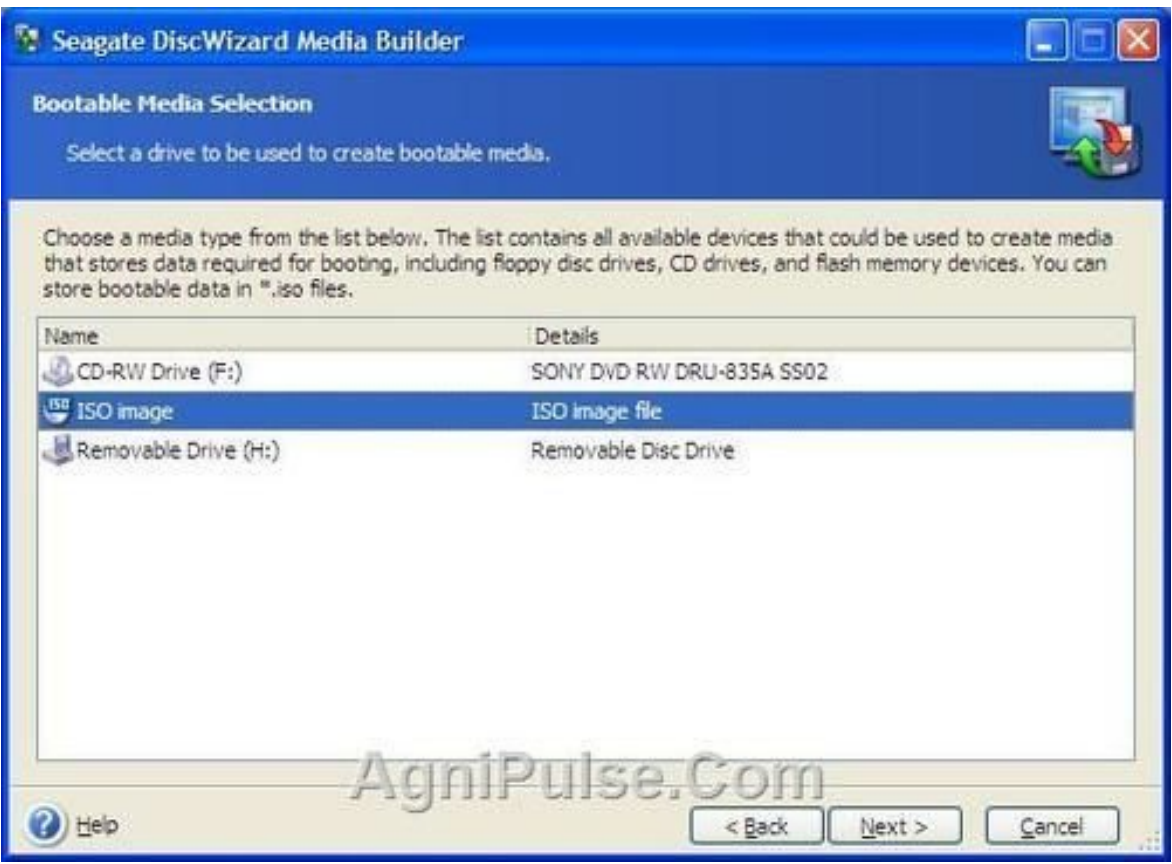 Seagate DiscWizard Media Builder
Bootable Media Selection
Select a drive to be used to create bootable media.
Choose a media type from the list below. The list contains all available devices that could be used to create media
that stores data required for booting, including floppy disc drives, CD drives, and flash memory devices. You can
store bootable data in *.iso files.
Name Details
CD-RW Drive (F:) SONY DVD RW DRU-835A SS02
ISO ISO image ISO image file
Removable Drive (H:) Removable Disc Drive
AgniPulse.Com
Help < Back Next > Cancel